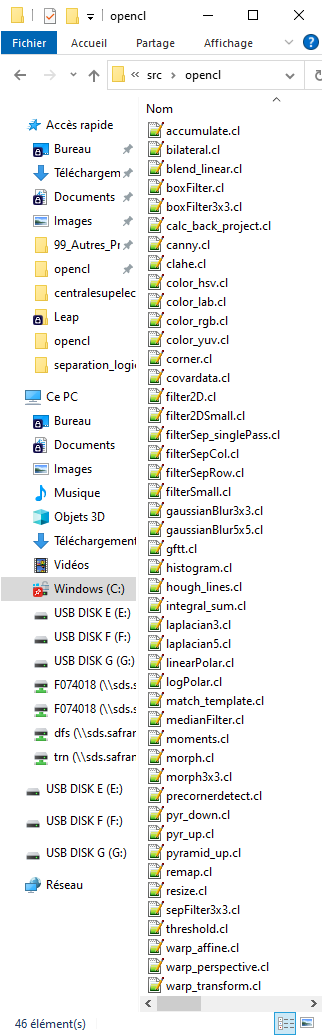 opencl
Fichier
Accueil
Partage
Affichage
src
opencl
Nom
Accès rapide
Bureau
Téléchargem
Documents
Images
99_Autres_Pr
opencl
centralesupelec
Leap
opencl
separation_logi
Ce PC
Bureau
Documents
Images
Musique
Objets 3D
Téléchargement
Vidéos
Windows (C:)
USB DISK E (E:)
USB DISK F (F:)
USB DISK G (G:)
F074018 (\\sds.sa
F074018 (\\sds.sa
dfs (\\sds.safran
trn (\\sds.safran
USB DISK E (E:)
USB DISK F (F:)
USB DISK G (G:)
Réseau
accumulate.cl
bilateral.cl
blend_linear.cl
boxFilter.cl
boxFilter3x3.cl
calc_back_project.cl
canny.cl
clahe.cl
color_hsv.cl
color_lab.cl
color_rgb.cl
color_yuv.cl
corner.cl
covardata.cl
filter2D.cl
filter2DSmall.cl
filterSep_singlePass.cl
filterSepCol.cl
filterSepRow.cl
filterSmall.cl
gaussianBlur3x3.cl
gaussianBlur5x5.cl
gftt.cl
histogram.cl
hough_lines.cl
integral_sum.cl
laplacian3.cl
laplacian5.cl
linearPolar.cl
logPolar.cl
match_template.cl
medianFilter.cl
moments.cl
morph.cl
morph3x3.cl
precornerdetect.cl
pyr_down.cl
pyr_up.cl
pyramid_up.cl
remap.cl
resize.cl
sepFilter3x3.cl
threshold.cl
warp_affine.cl
warp_perspective.cl
warp_transform.cl
46 élément(s)